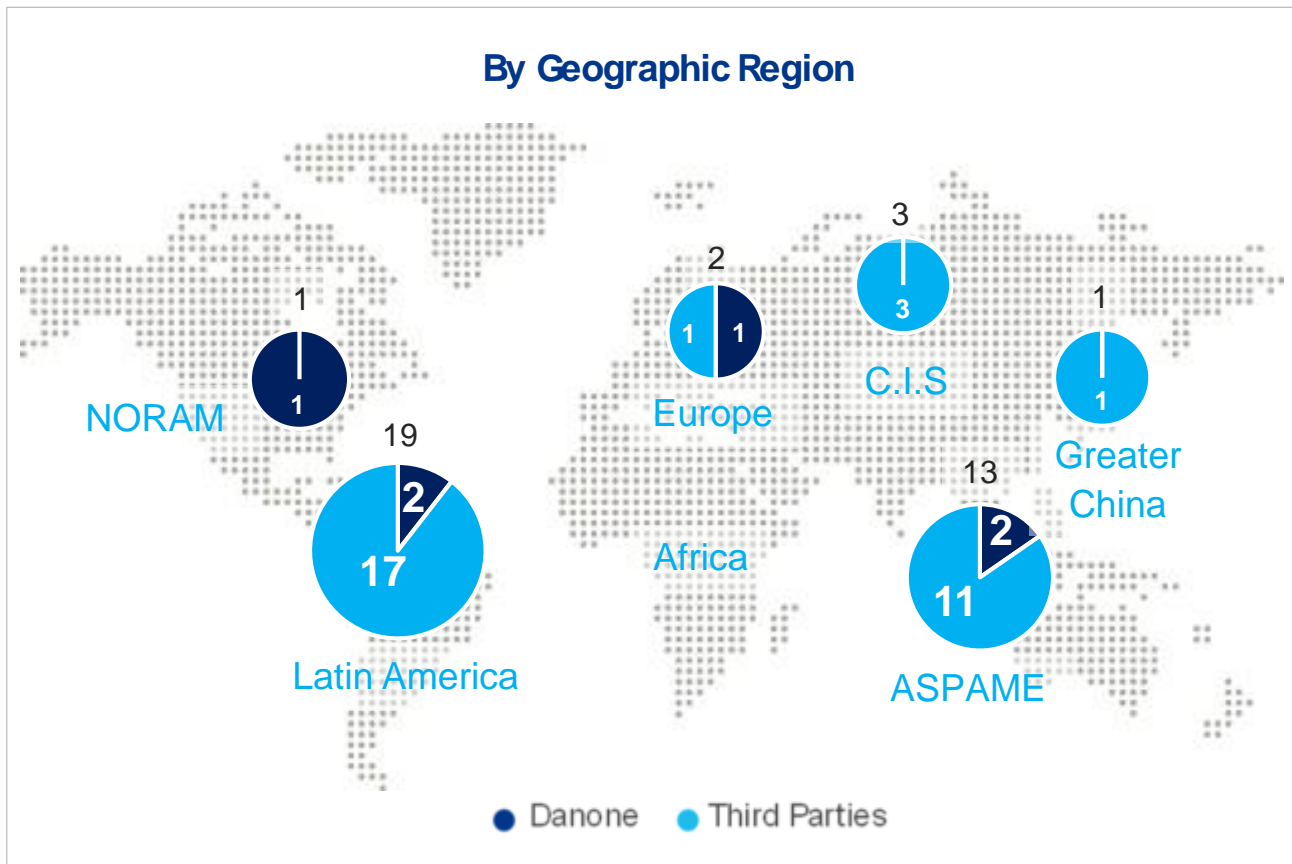 By Geographic Region
1
1
NORAM
19
2
17
Latin America
2
1
1
Europe
3
3
C.I.S
1
1
Greater
China
Africa
13
2
11
ASPAME
Danone
Third Parties